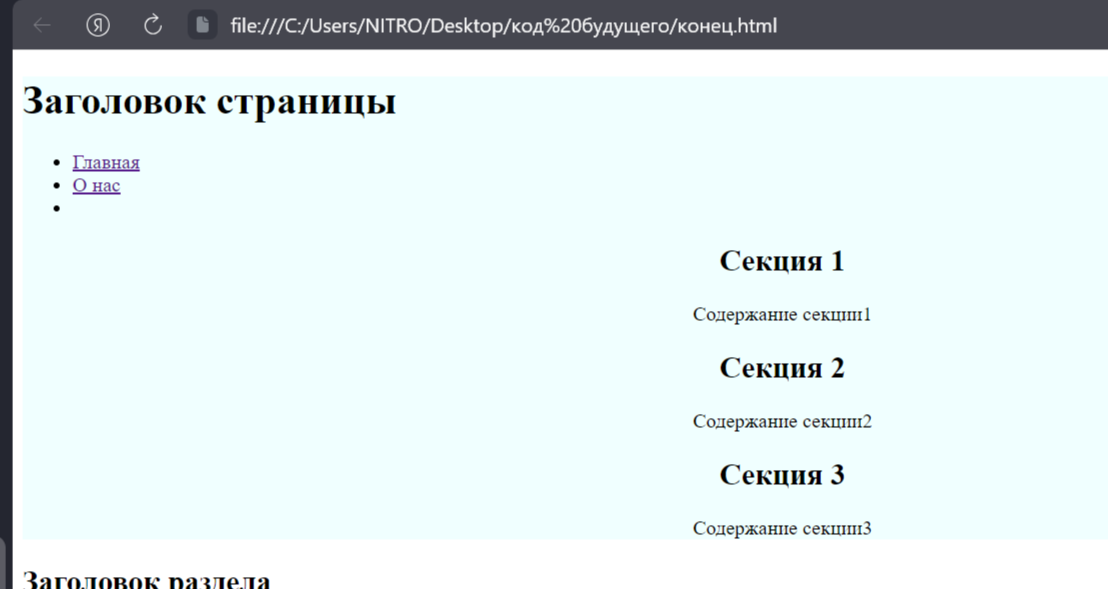 Я file:///C:/Users/NITRO/Desktop/код%20будущего/конец.html
Заголовок страницы
Главная
О нас
Секция 1
Содержание секции1
Секция 2
Содержание секции2
Секция 3
Содержание секции3
Заголовок раздела